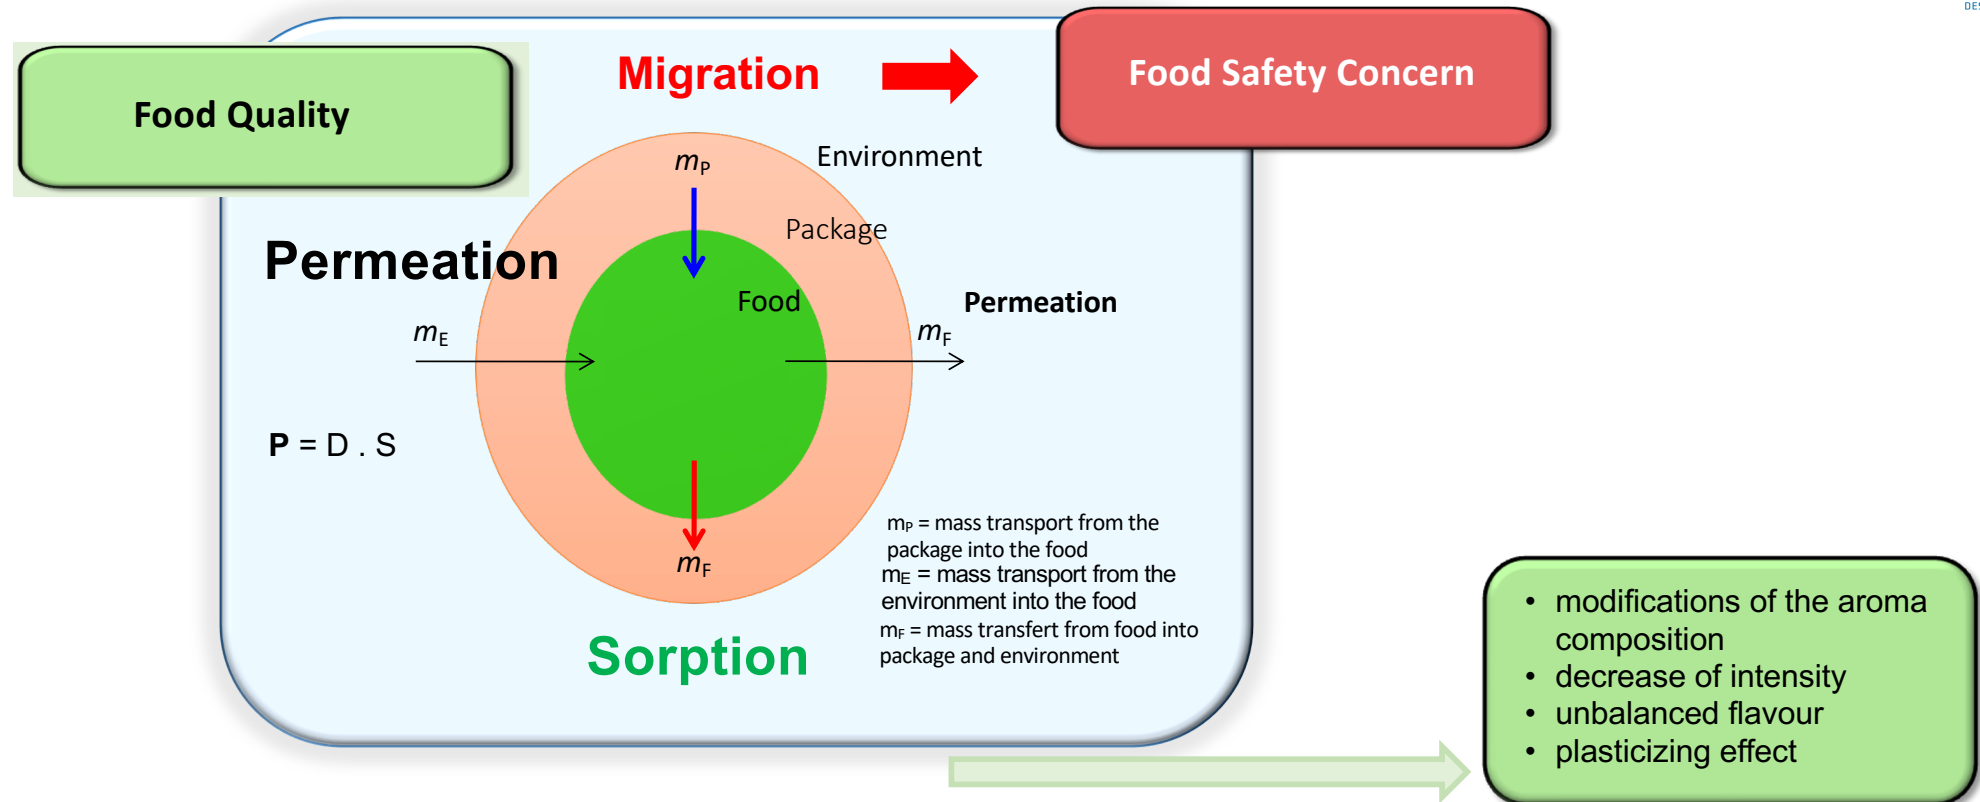 DES
Migration
Food Safety Concern
Food Quality
mP
Environment
Package
Permeation
Food
Permeation
mE
mF
P = D . S
mP = mass transport from the
package into the food
mE = mass transport from the
environment into the food
mF = mass transfert from food into
package and environment
mF
Sorption
• modifications of the aroma
composition
• decrease of intensity
• unbalanced flavour
• plasticizing effect